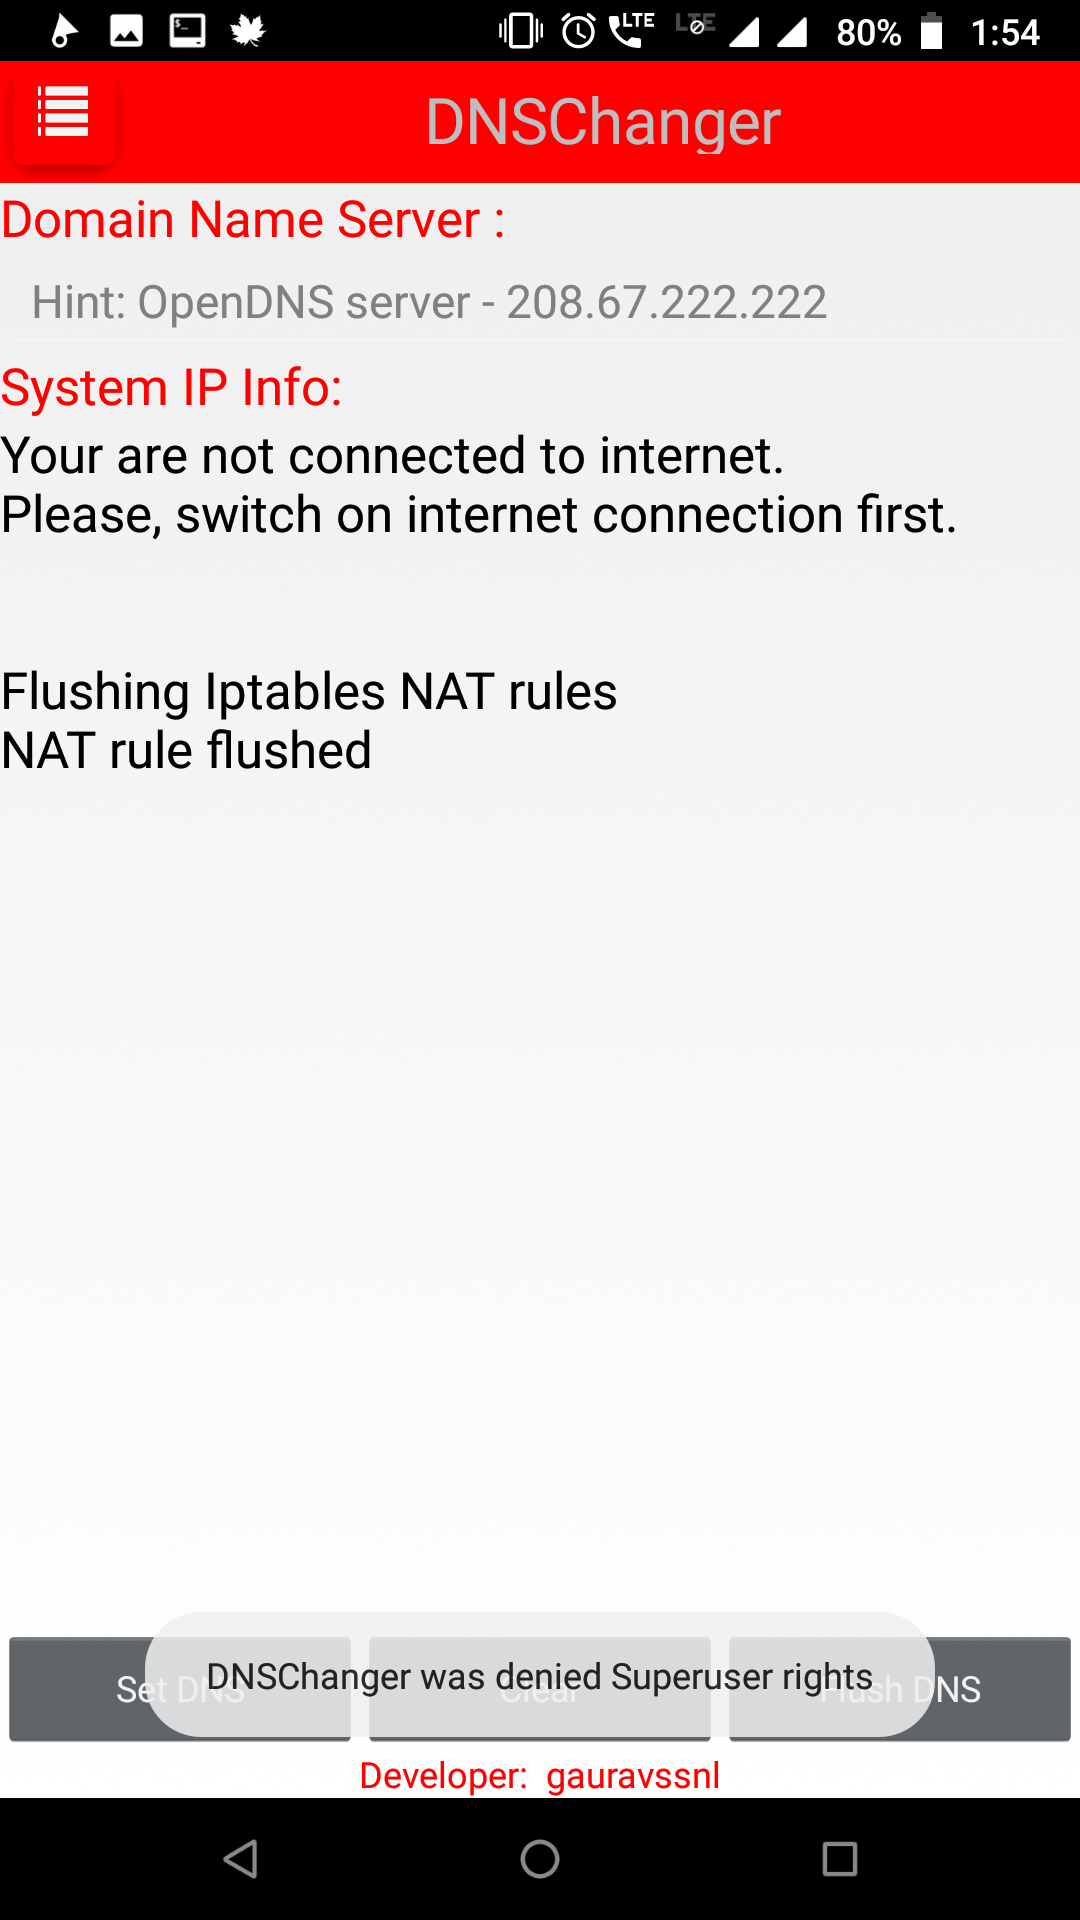 LTE LTE 80% 1:54
DNSChanger
Domain Name Server :
Hint: OpenDNS server - 208.67.222.222
System IP Info:
Your are not connected to internet.
Please, switch on internet connection first.
Flushing Iptables NAT rules
NAT rule flushed
DNSChanger was denied Superuser rights
Set DNS Clear Flush DNS
Developer: gauravssnl